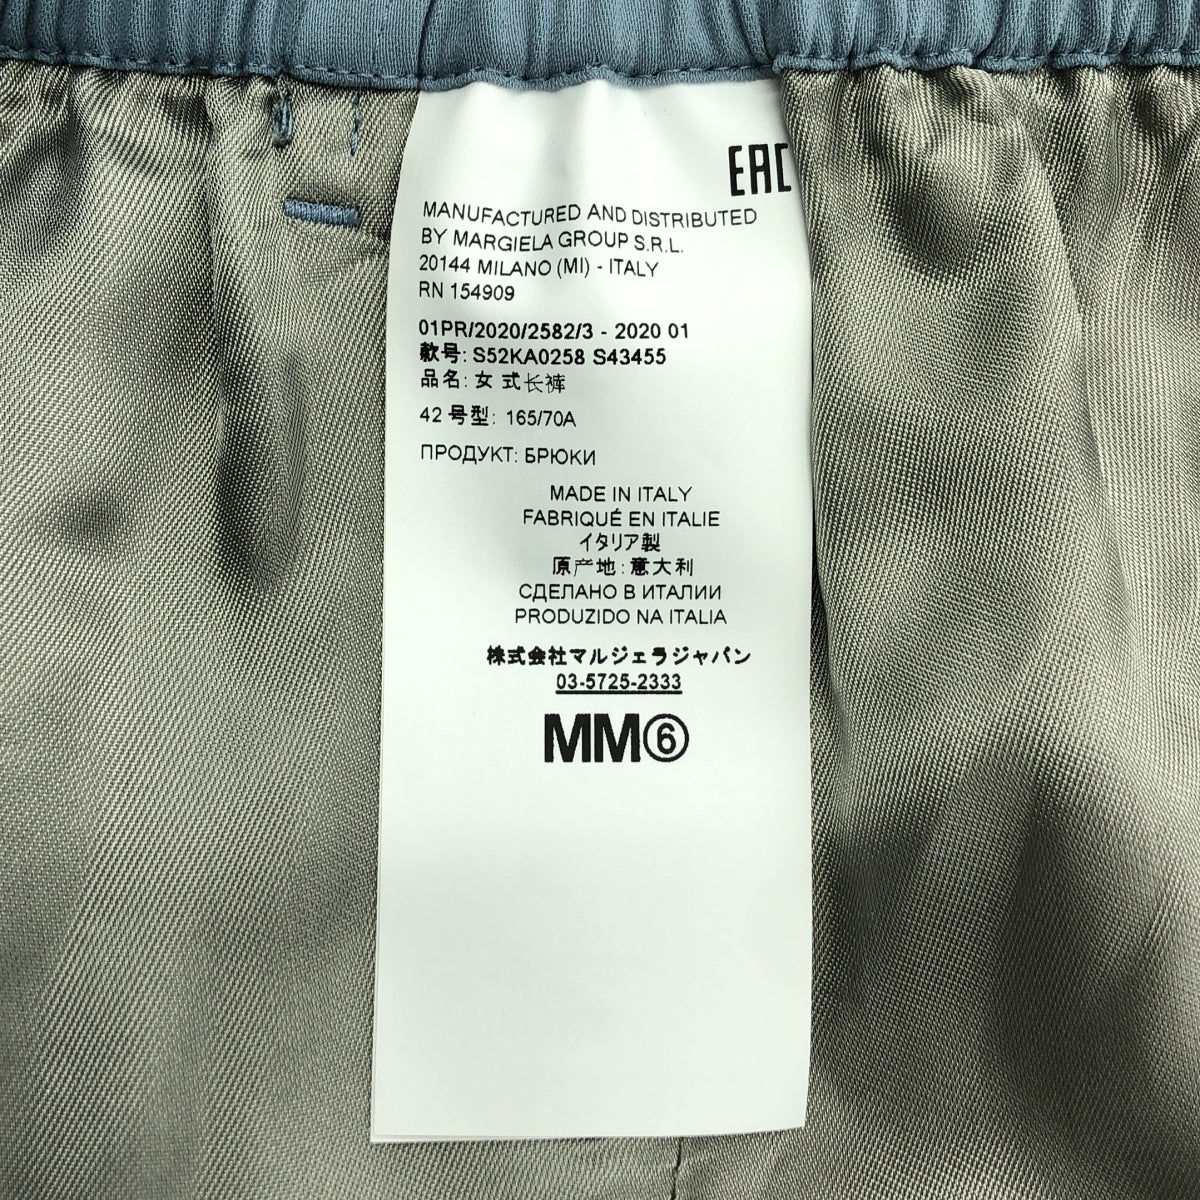 EAC
MANUFACTURED AND DISTRIBUTED
BY MARGIELA GROUP S.R.L.
20144 MILANO (MI) - ITALY
RN 154909
01PR/2020/2582/3 - 2020 01
款号: S52KA0258 S43455
品名: 女式长裤
42 号型: 165/70A
ПРОДУКТ: БРЮКИ
MADE IN ITALY
FABRIQUÉ EN ITALIE
イタリア製
原产地: 意大利
СДЕЛАНО В ИТАЛИИ
PRODUZIDO NA ITALIA
株式会社マルジェラジャパン
03-5725-2333
MM⑥